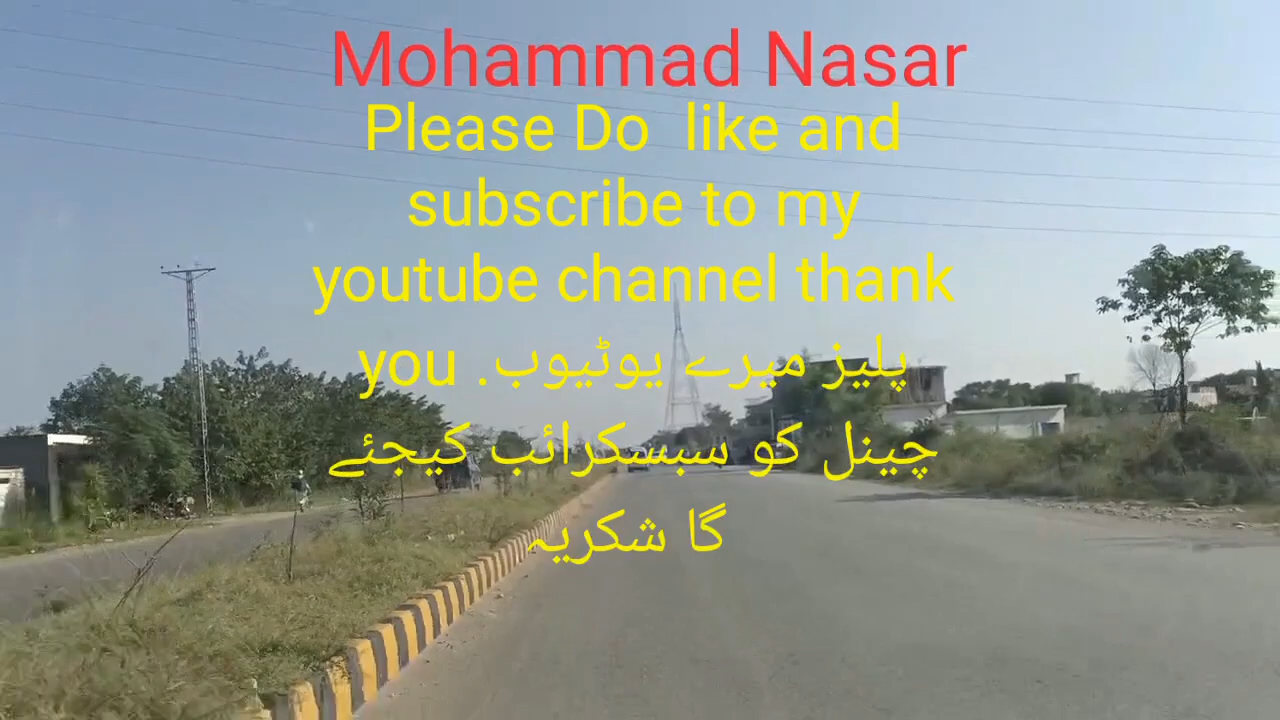 Mohammad Nasar
Please Do  like and
subscribe to my
youtube channel thank
you . پلیز میرے یوٹیوب
چینل کو سبسکرائب کیجئے
گا شکریہ